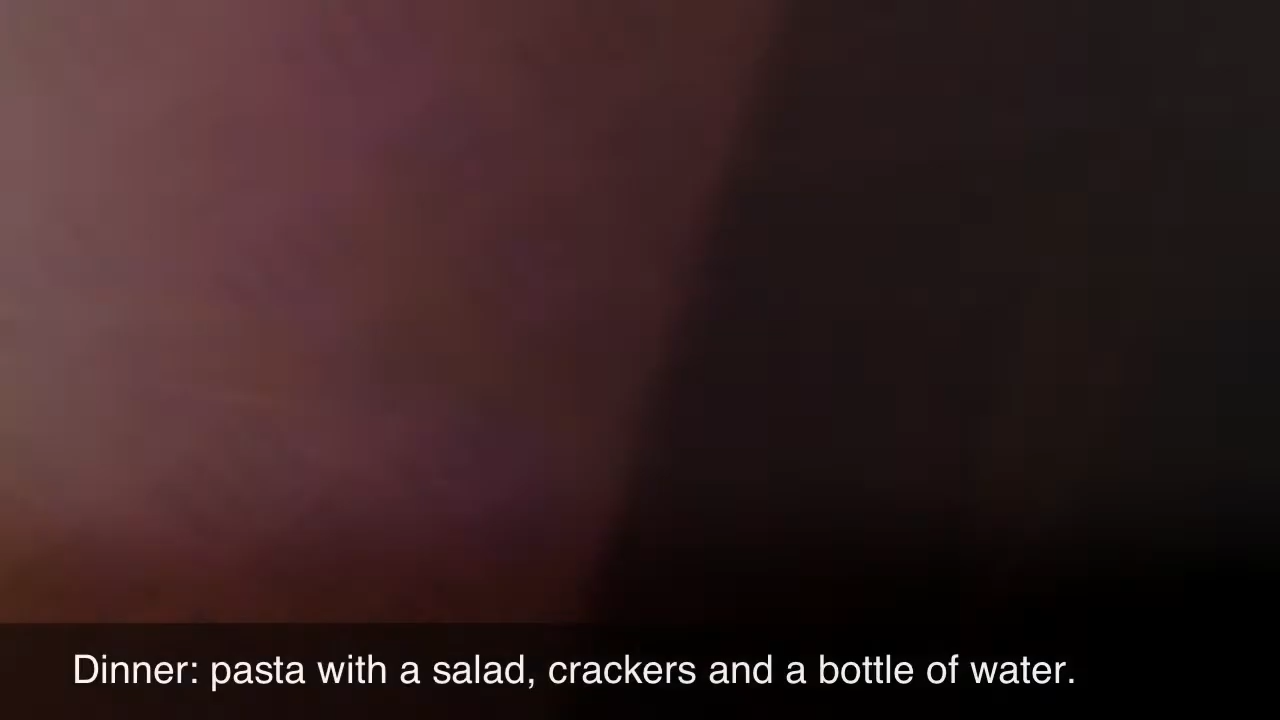 Dinner: pasta with a salad, crackers and a bottle of water.